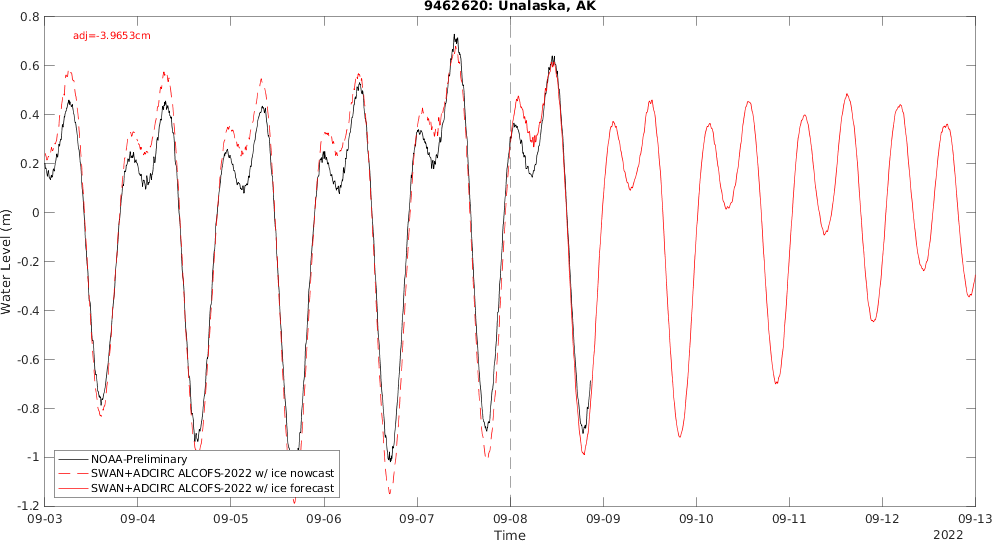 9462620: Unalaska, AK
adj=-3.9653cm
Water Level (m)
0.8
0.6
0.4
0.2
0
-0.2
-0.4
-0.6
-0.8
-1
-1.2
NOAA-Preliminary
SWAN+ADCIRC ALCOFS-2022 w/ ice nowcast
SWAN+ADCIRC ALCOFS-2022 w/ ice forecast
09-03 09-04 09-05 09-06 09-07 09-08 09-09 09-10 09-11 09-12 09-13
Time
2022